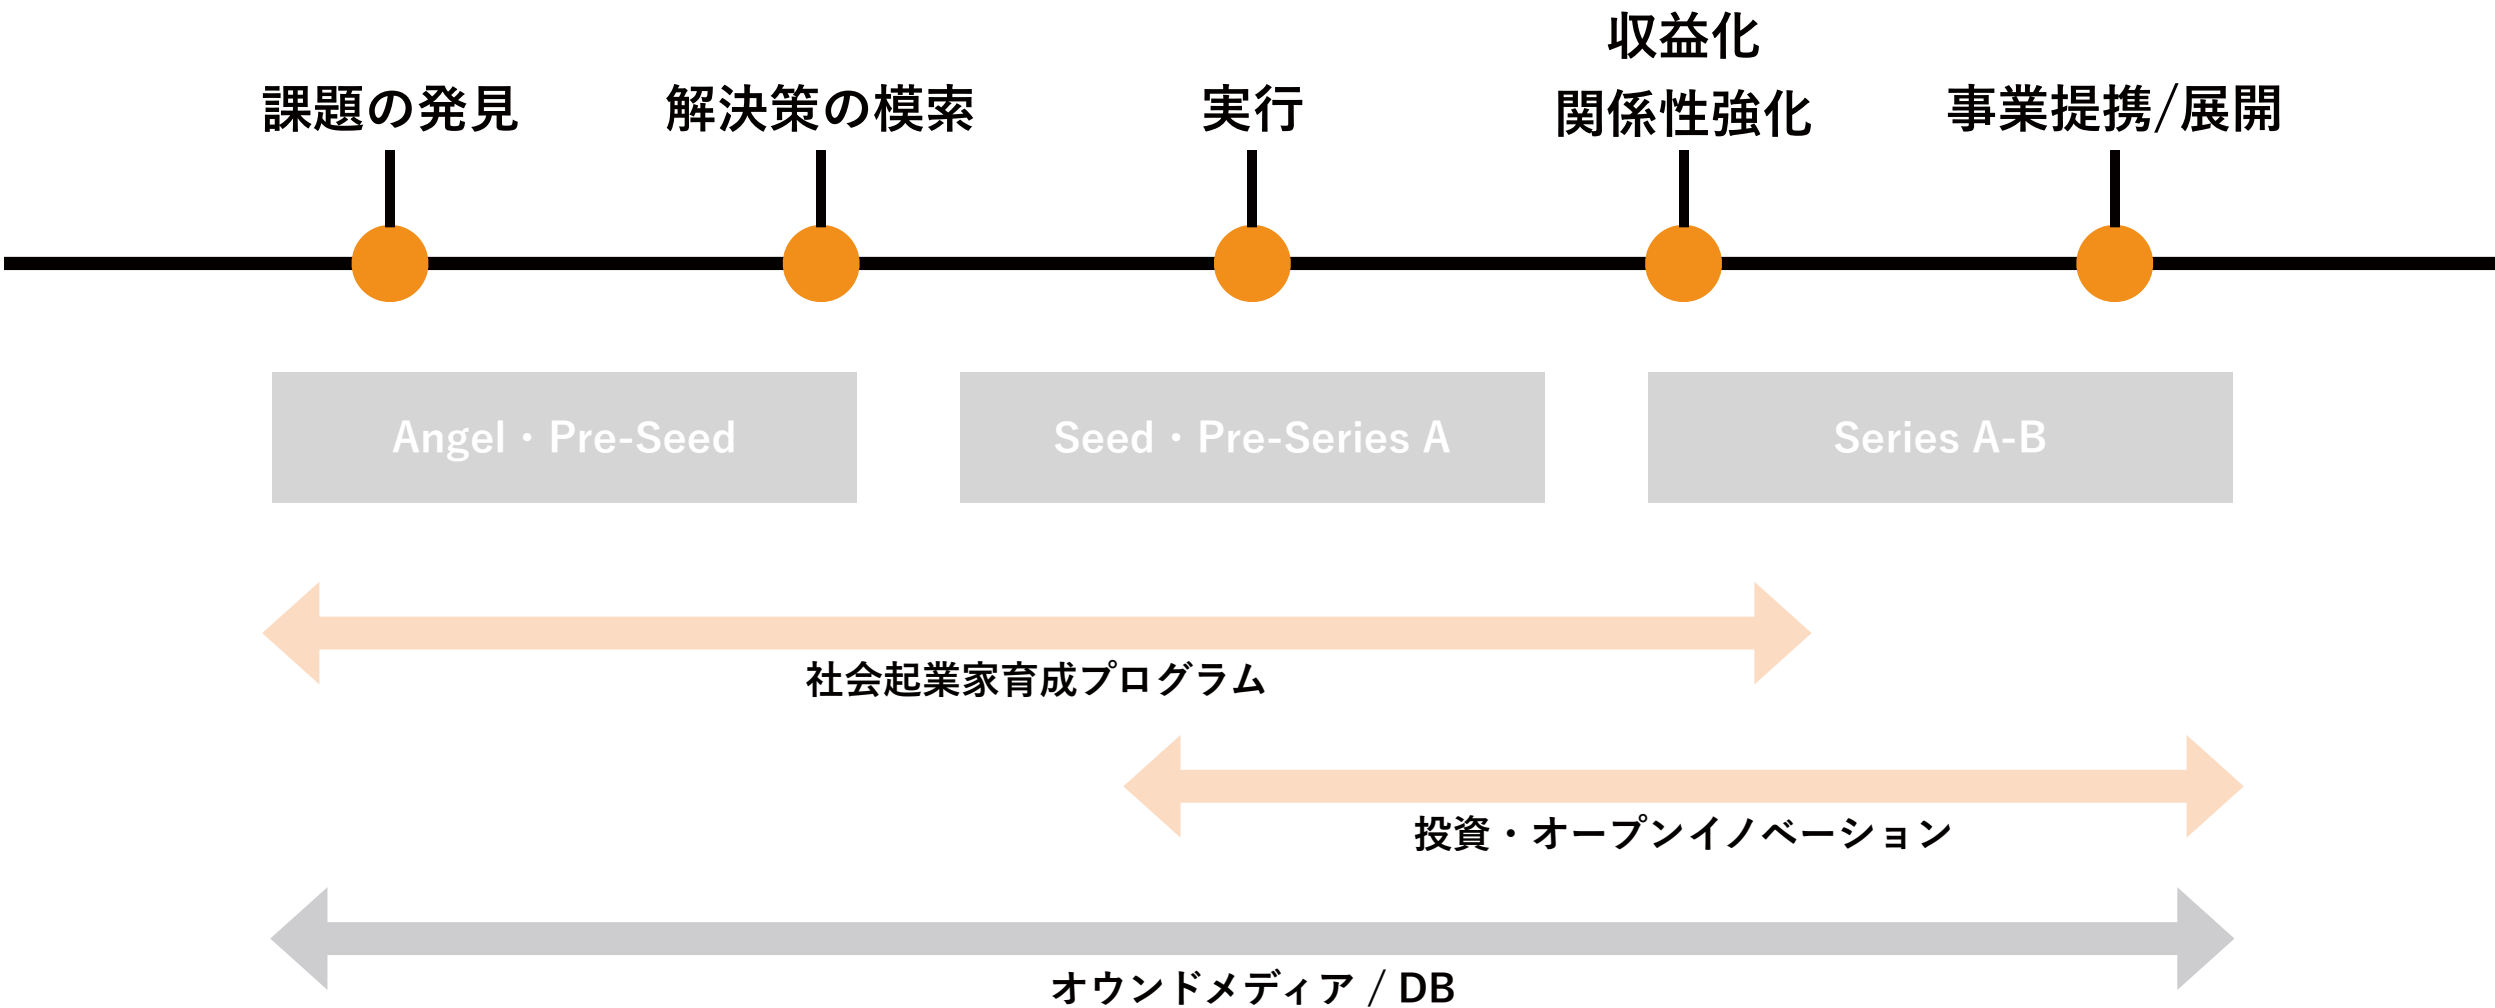 課題の発見
解決策の模索
実行
収益化
関係性強化
事業拡損/展開
Angel・Pre-Seed
Seed・Pre-Series A
Series A-B
社会起業家育成プログラム
投資・オープンイノベーション
オウンドメディア / DB